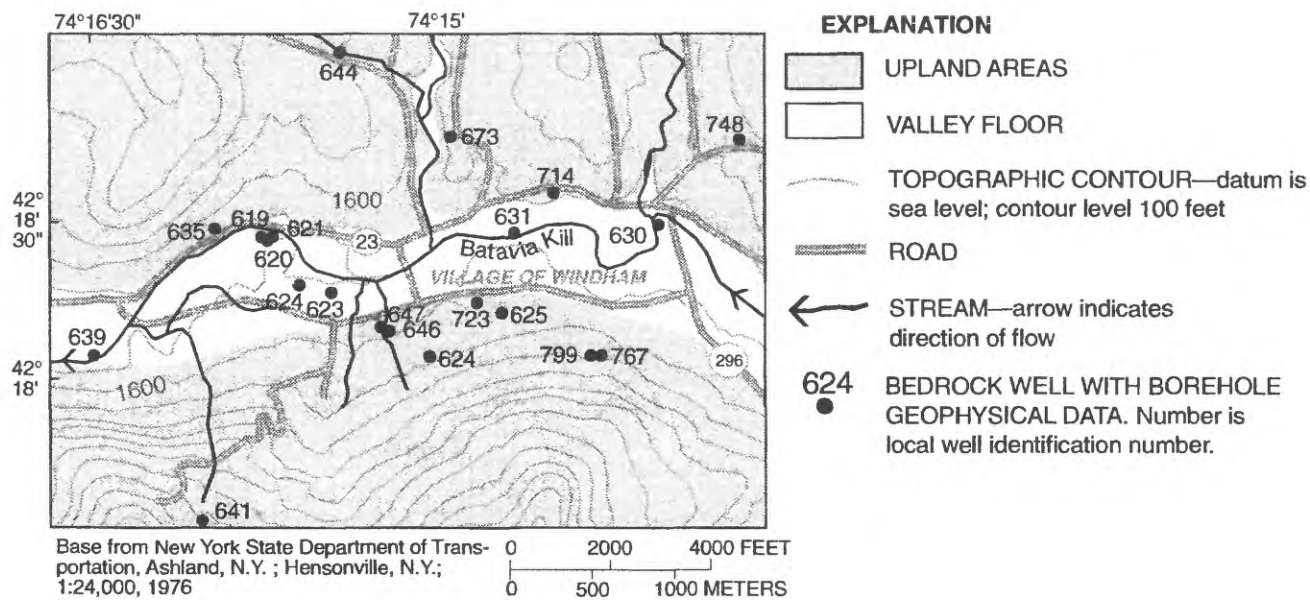 74°16'30"
74°15'
644
673
748
714
1600
42°
18'
30"
635
619
621
620
23
631
630
Batavia Kill
VILLAGE OF WINDHAM
624
623
647
646
723
625
639
624
799
767
296
42°
18'
1600
641
Base from New York State Department of Trans-
portation, Ashland, N.Y. ; Hensonville, N.Y.;
1:24,000, 1976
0 2000 4000 FEET
0 500 1000 METERS
EXPLANATION
UPLAND AREAS
VALLEY FLOOR
TOPOGRAPHIC CONTOUR—datum is
sea level; contour level 100 feet
ROAD
STREAM—arrow indicates
direction of flow
624
BEDROCK WELL WITH BOREHOLE
GEOPHYSICAL DATA. Number is
local well identification number.